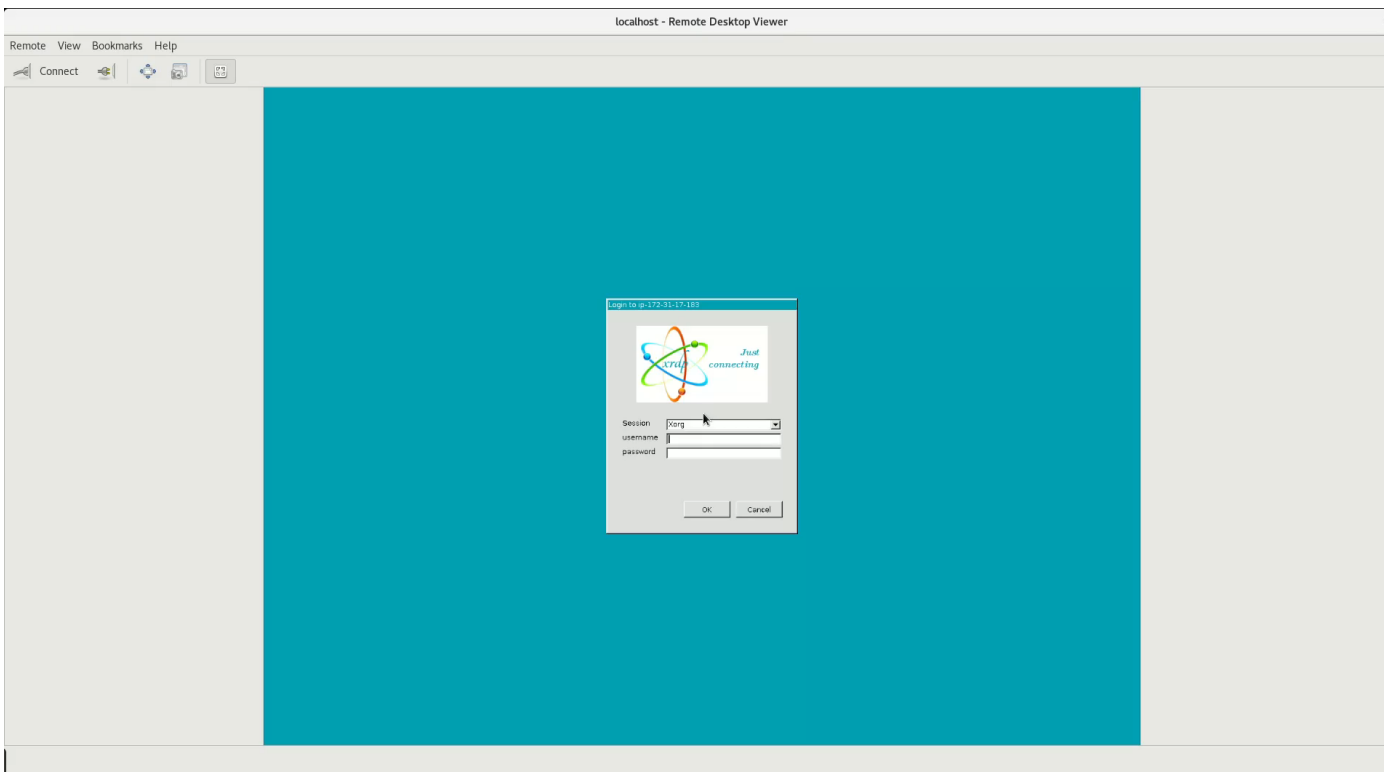 localhost - Remote Desktop Viewer
Remote View Bookmarks Help
Connect
Login to ip-172-31-17-183
xrdp
Just
connecting
Session Xorg
username
password
OK Cancel